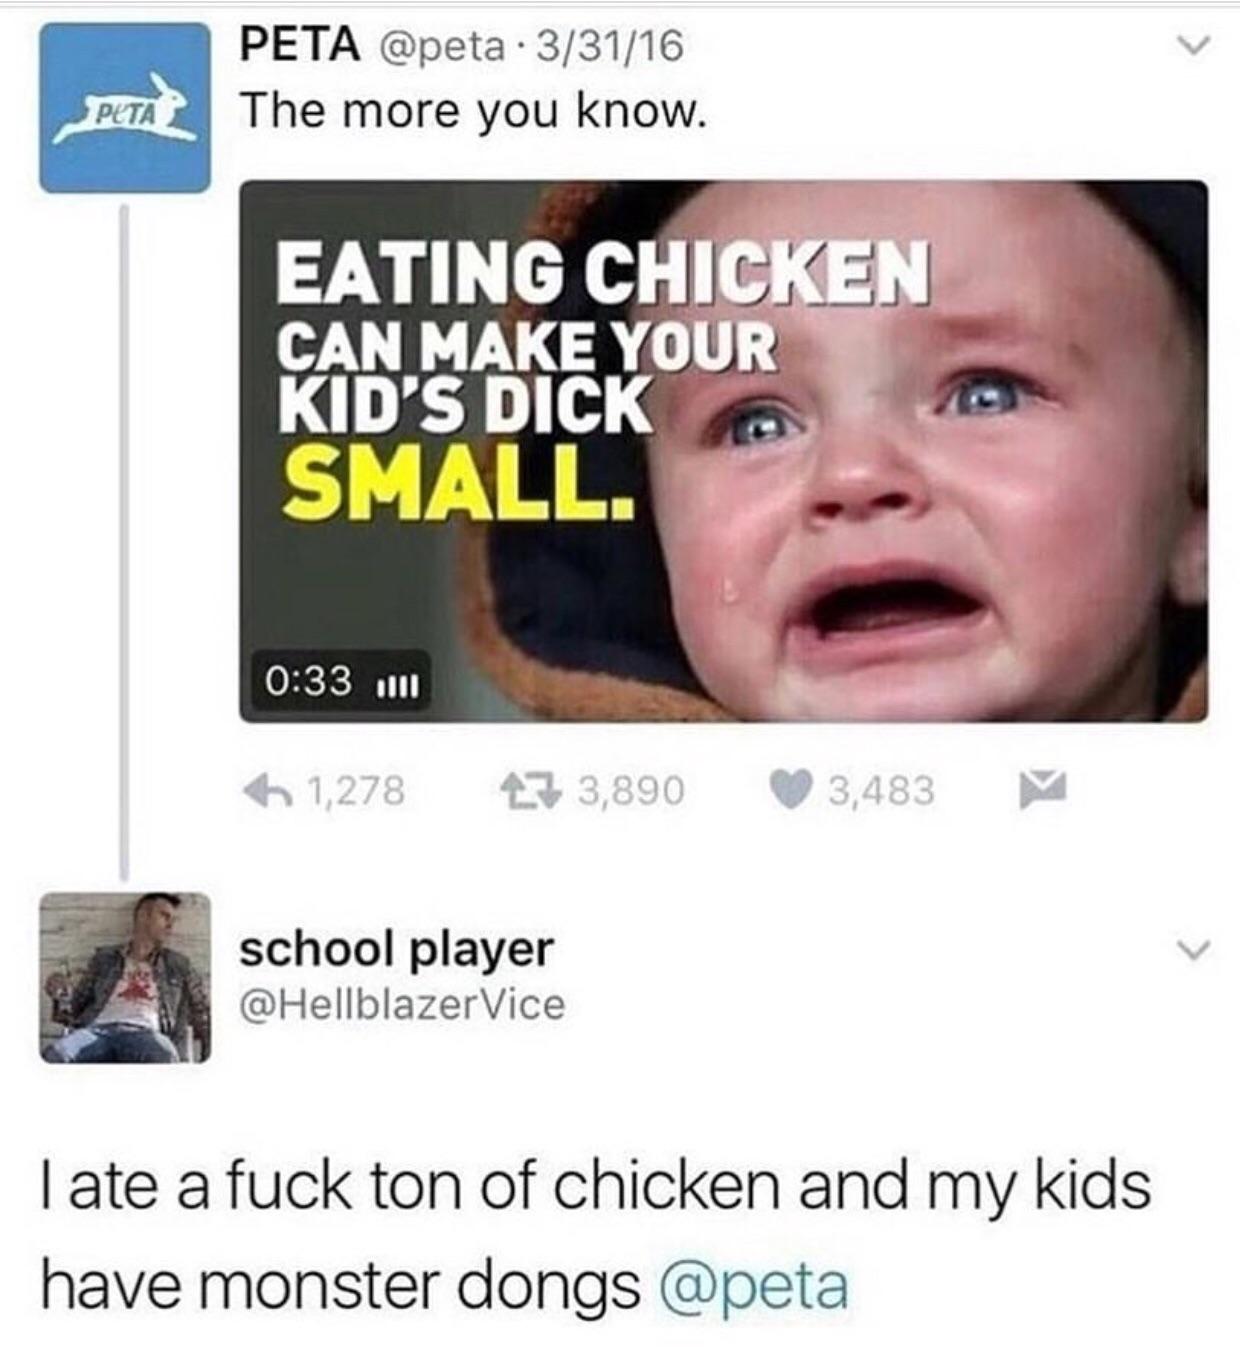 PETA @peta · 3/31/16
The more you know.
PETA
EATING CHICKEN
CAN MAKE YOUR
KID'S DICK
SMALL.
0:33
1,278 3,890 3,483
school player
@HellblazerVice
I ate a fuck ton of chicken and my kids
have monster dongs @peta